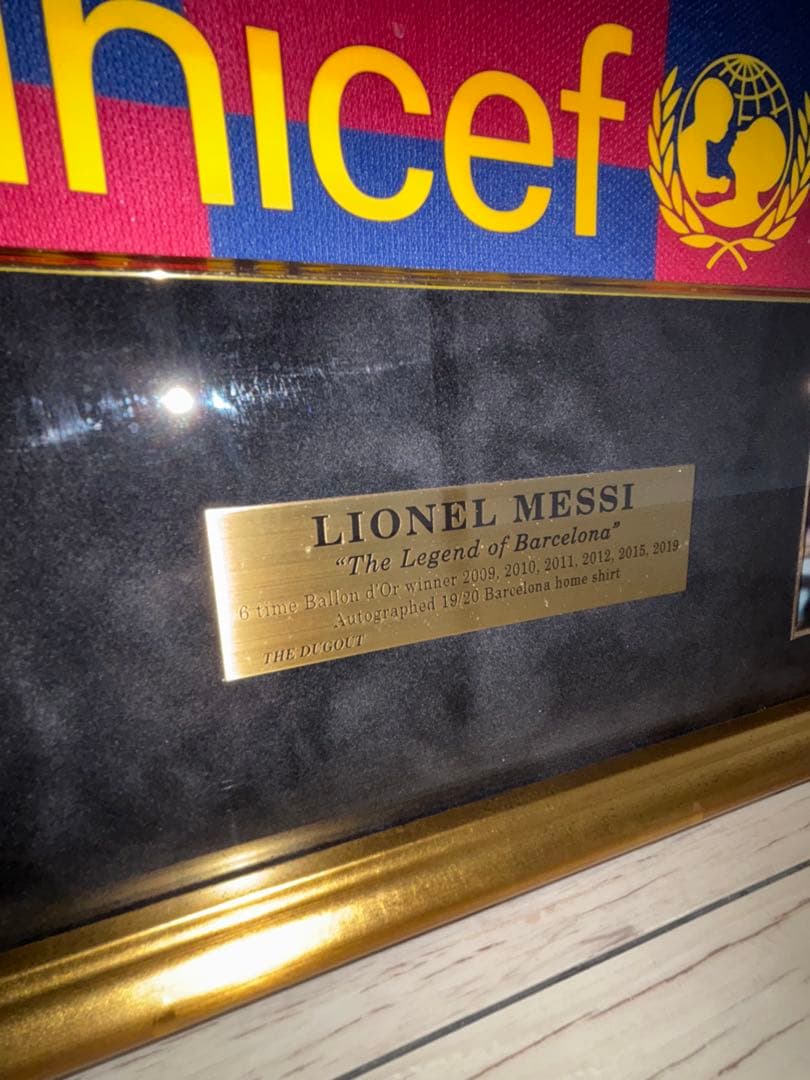 unicef
LIONEL MESSI
“The Legend of Barcelona”
6 time Ballon d'Or winner 2009, 2010, 2011, 2012, 2015, 2019
Autographed 19/20 Barcelona home shirt
THE DUGOUT